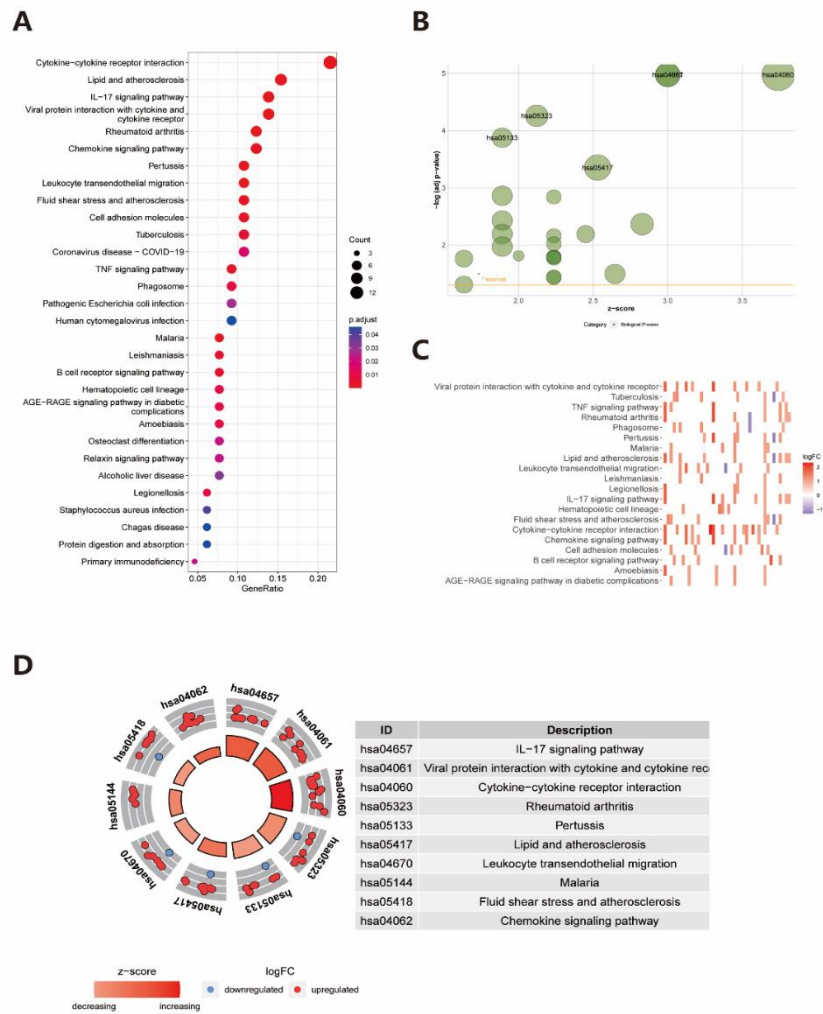 A
Cytokine−cytokine receptor interaction
Lipid and atherosclerosis
IL−17 signaling pathway
Viral protein interaction with cytokine and
cytokine receptor
Rheumatoid arthritis
Chemokine signaling pathway
Pertussis
Leukocyte transendothelial migration
Fluid shear stress and atherosclerosis
Cell adhesion molecules
Tuberculosis
Coronavirus disease − COVID−19
TNF signaling pathway
Phagosome
Pathogenic Escherichia coli infection
Human cytomegalovirus infection
Malaria
Leishmaniasis
B cell receptor signaling pathway
Hematopoietic cell lineage
AGE−RAGE signaling pathway in diabetic
complications
Amoebiasis
Osteoclast differentiation
Relaxin signaling pathway
Alcoholic liver disease
Legionellosis
Staphylococcus aureus infection
Chagas disease
Protein digestion and absorption
Primary immunodeficiency
0.05 0.10 0.15 0.20
GeneRatio
Count
3
6
9
12
p.adjust
0.04
0.03
0.02
0.01
B
−log (adj p−value)
5
4
3
2
hsa04060
hsa05323
hsa05133
hsa05417
Threshold
2.0 2.5 3.0 3.5
z−score
Category Biological Process
C
Viral protein interaction with cytokine and cytokine receptor
Tuberculosis
TNF signaling pathway
Rheumatoid arthritis
Phagosome
Pertussis
Malaria
Lipid and atherosclerosis
Leukocyte transendothelial migration
Leishmaniasis
Legionellosis
IL−17 signaling pathway
Hematopoietic cell lineage
Fluid shear stress and atherosclerosis
Cytokine−cytokine receptor interaction
Chemokine signaling pathway
Cell adhesion molecules
B cell receptor signaling pathway
Amoebiasis
AGE−RAGE signaling pathway in diabetic complications
logFC
2
1
0
−1
D
hsa04657
hsa04061
hsa04060
hsa05323
hsa05133
hsa05417
hsa04670
hsa05144
hsa05418
hsa04062
ID Description
hsa04657 IL−17 signaling pathway
hsa04061 Viral protein interaction with cytokine and cytokine rec
hsa04060 Cytokine−cytokine receptor interaction
hsa05323 Rheumatoid arthritis
hsa05133 Pertussis
hsa05417 Lipid and atherosclerosis
hsa04670 Leukocyte transendothelial migration
hsa05144 Malaria
hsa05418 Fluid shear stress and atherosclerosis
hsa04062 Chemokine signaling pathway
z−score
decreasing increasing
logFC
downregulated upregulated